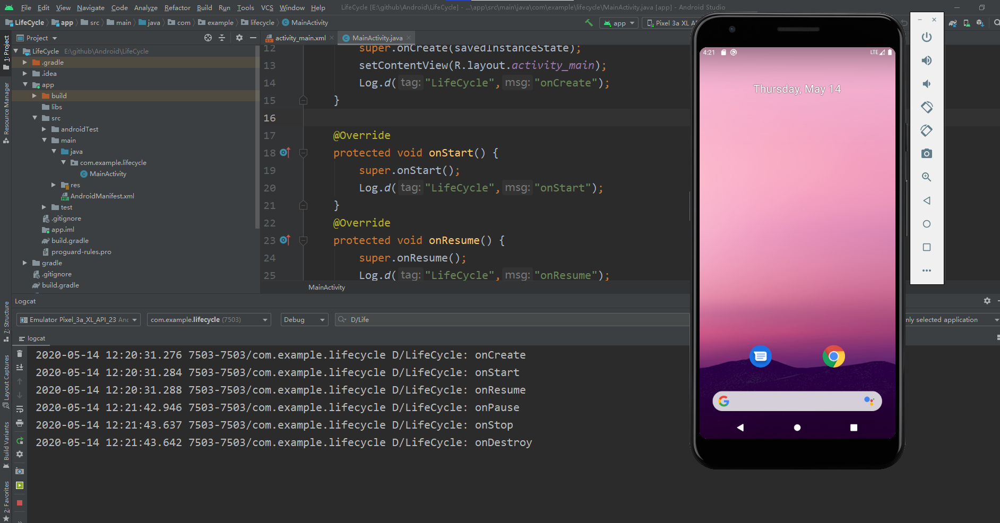 File Edit View Navigate Code Analyze Refactor Build Run Tools VCS Window Help LifeCycle [E:\github\Android\LifeCycle] - ...\app\src\main\java\com\example\lifecycle\MainActivity.java [app] - Android Studio
LifeCycle app src main java com example lifecycle MainActivity app Pixel 3a XL AP
Project
activity_main.xml MainActivity.java
LifeCycle E:\github\Android\LifeCycle
.gradle
.idea
app
build
libs
src
androidTest
main
java
com.example.lifecycle
MainActivity
res
AndroidManifest.xml
test
.gitignore
app.iml
build.gradle
proguard-rules.pro
gradle
.gitignore
build.gradle
1: Project
Resource Manager
7: Structure
Layout Captures
Build Variants
2: Favorites
12 super.onCreate(savedInstanceState);
13 setContentView(R.layout.activity_main);
14 Log.d( tag: "LifeCycle", msg: "onCreate");
15 }
16
17 @Override
18 protected void onStart() {
19 super.onStart();
20 Log.d( tag: "LifeCycle", msg: "onStart");
21 }
22 @Override
23 protected void onResume() {
24 super.onResume();
25 Log.d( tag: "LifeCycle", msg: "onResume");
MainActivity
Logcat
Emulator Pixel_3a_XL_API_23 Anc com.example.lifecycle (7503) Debug D/Life nly selected application
logcat
2020-05-14 12:20:31.276 7503-7503/com.example.lifecycle D/LifeCycle: onCreate
2020-05-14 12:20:31.284 7503-7503/com.example.lifecycle D/LifeCycle: onStart
2020-05-14 12:20:31.288 7503-7503/com.example.lifecycle D/LifeCycle: onResume
2020-05-14 12:21:42.946 7503-7503/com.example.lifecycle D/LifeCycle: onPause
2020-05-14 12:21:43.637 7503-7503/com.example.lifecycle D/LifeCycle: onStop
2020-05-14 12:21:43.642 7503-7503/com.example.lifecycle D/LifeCycle: onDestroy
4:21 LTE
Thursday, May 14